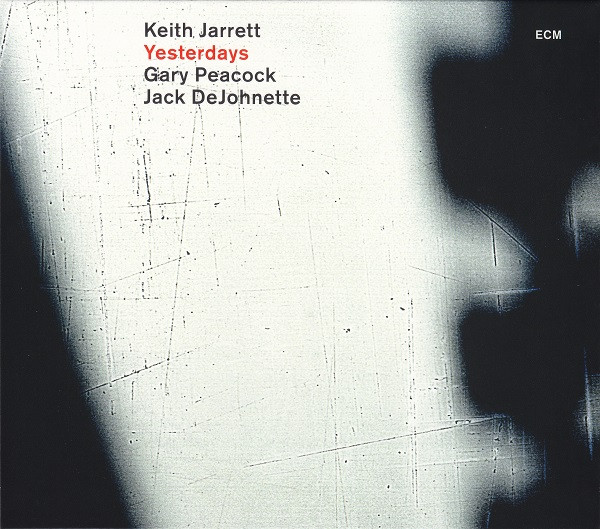 Keith Jarrett
Yesterdays
Gary Peacock
Jack DeJohnette
ECM